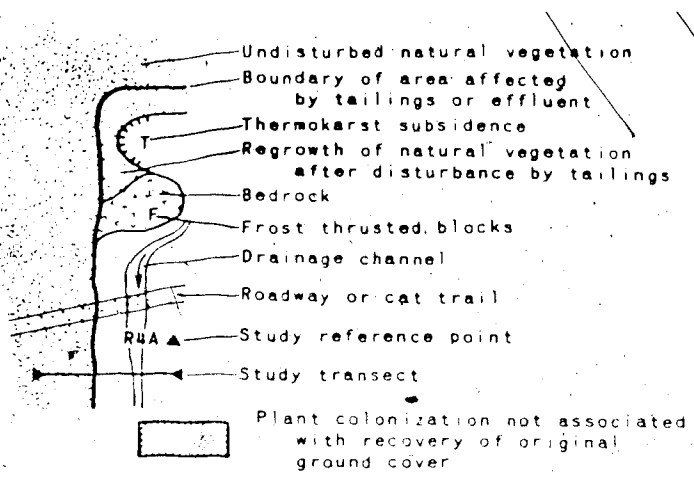 Undisturbed natural vegetation
Boundary of area affected
by tailings or effluent
T
Thermokarst subsidence
Regrowth of natural vegetation
after disturbance by tailings
Bedrock
F
Frost thrusted blocks
Drainage channel
Roadway or cat trail
R4A
Study reference point
Study transect
Plant colonization not associated
with recovery of original
ground cover